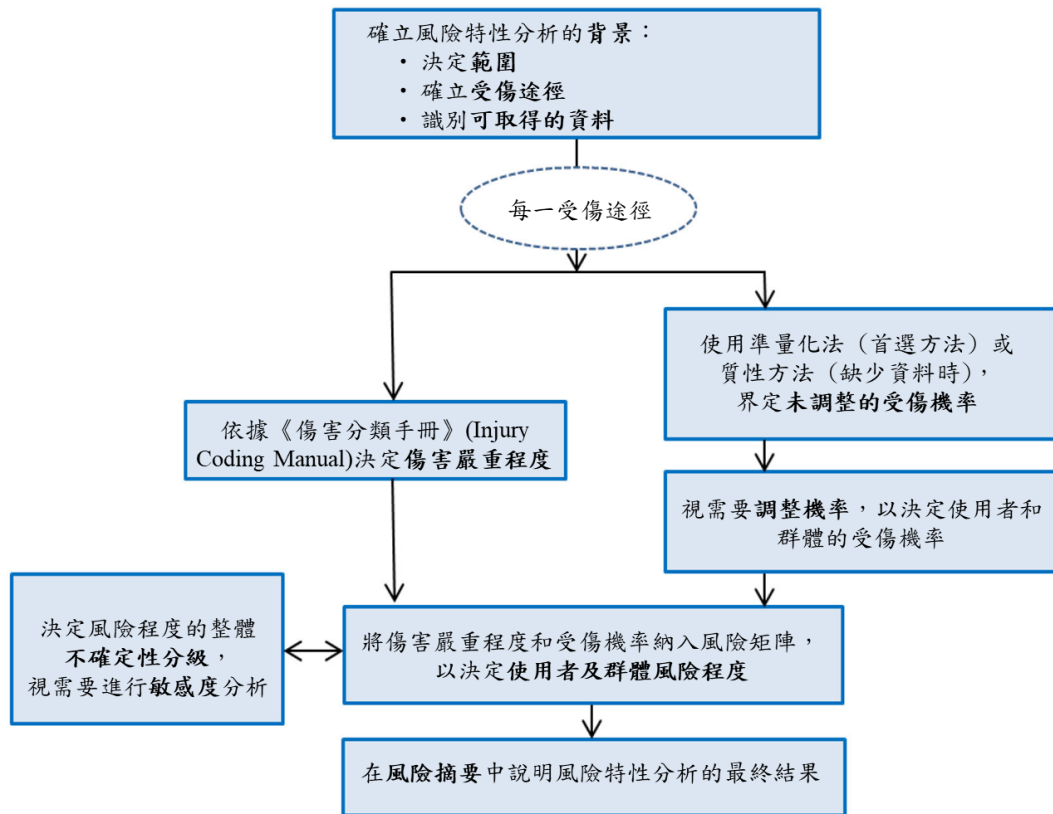 確立風險特性分析的背景：
• 決定範圍
• 確立受傷途徑
• 識別可取得的資料
每一受傷途徑
使用準量化法（首選方法）或
質性方法（缺少資料時），
界定未調整的受傷機率
依據《傷害分類手冊》(Injury
Coding Manual)決定傷害嚴重程度
視需要調整機率，以決定使用者和
群體的受傷機率
決定風險程度的整體
不確定性分級，
視需要進行敏感度分析
將傷害嚴重程度和受傷機率納入風險矩陣，
以決定使用者及群體風險程度
在風險摘要中說明風險特性分析的最終結果